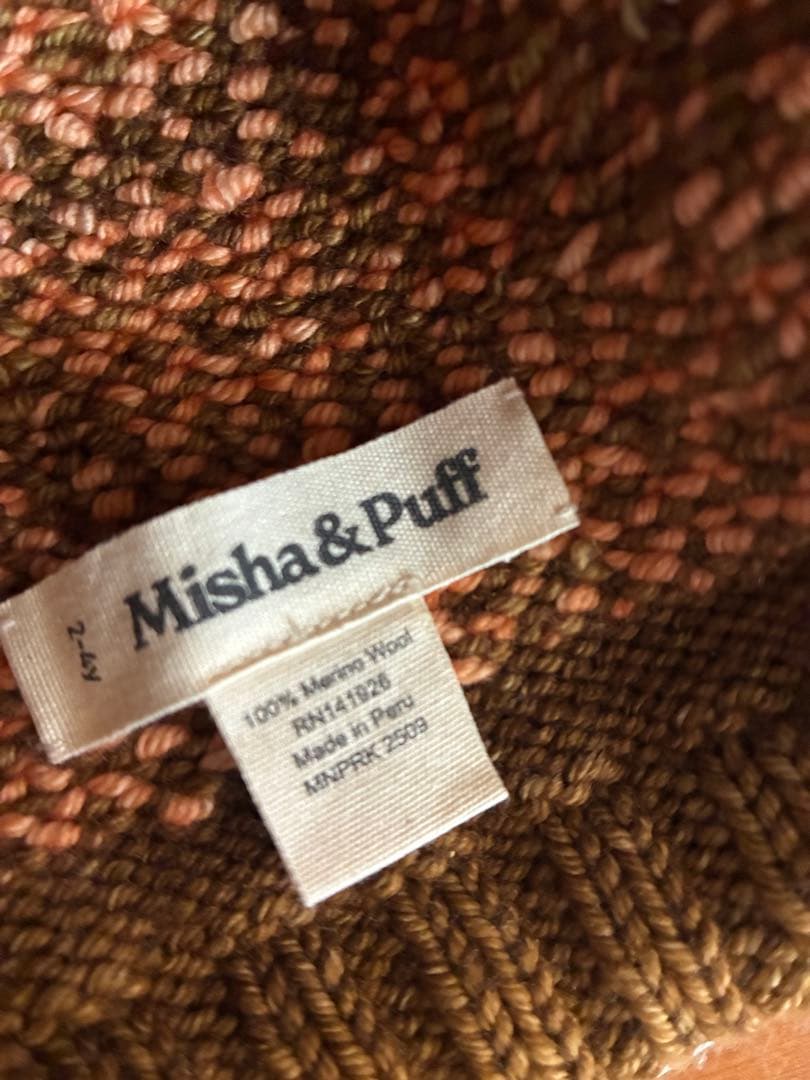 Misha&Puff
2-4y
100% Merino Wool
RN141926
Made in Peru
MNPRK 2509